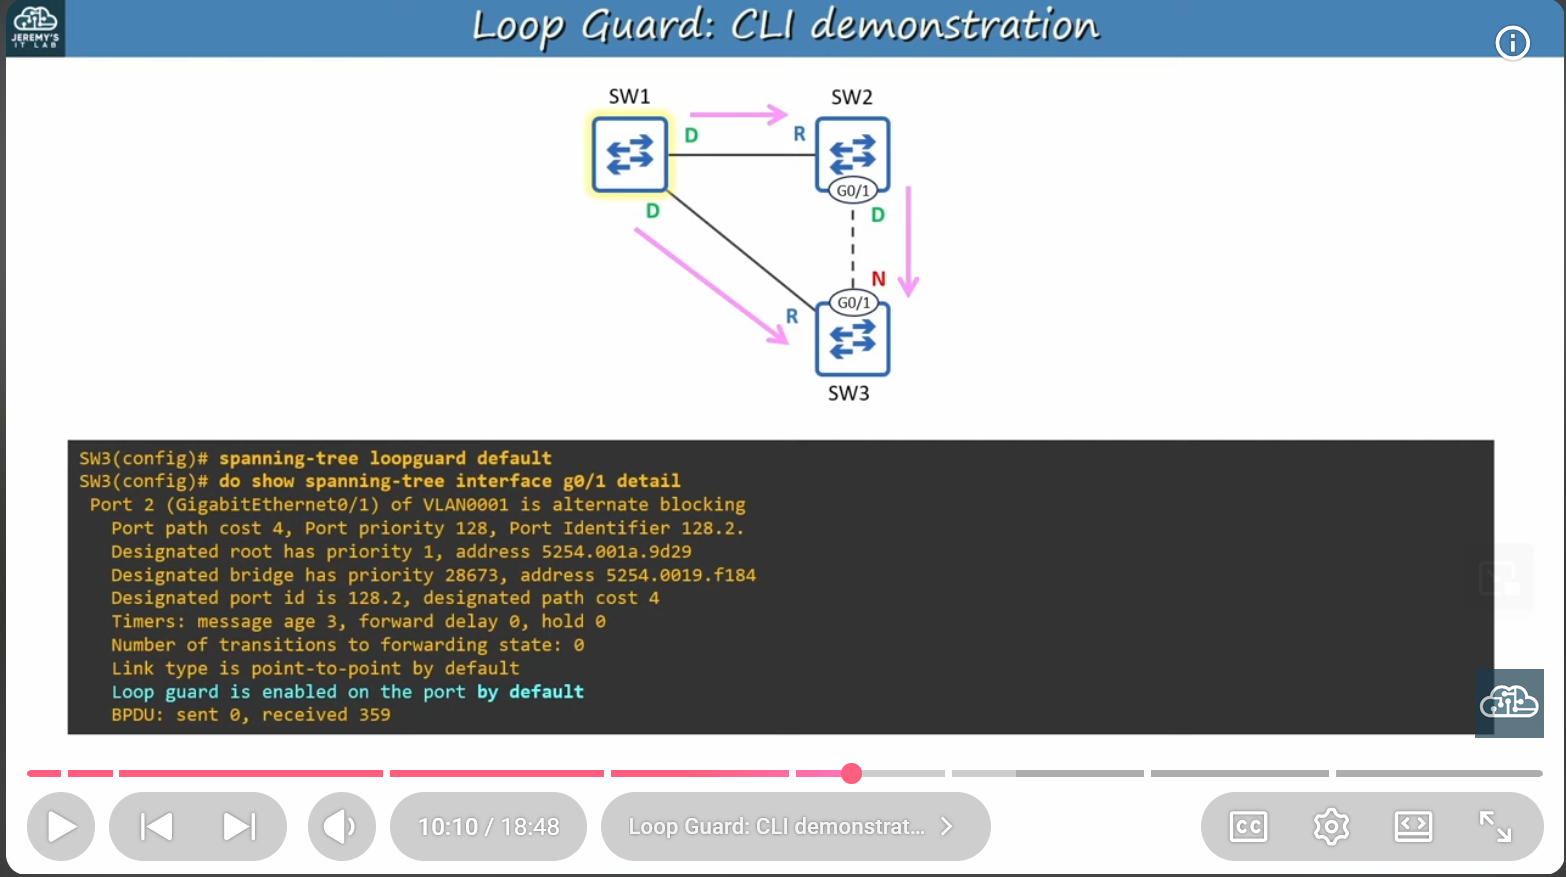 JEREMY'S
IT LAB
Loop Guard: CLI demonstration
SW1
SW2
D
R
G0/1
D
D
N
G0/1
R
SW3
SW3(config)# spanning-tree loopguard default
SW3(config)# do show spanning-tree interface g0/1 detail
Port 2 (GigabitEthernet0/1) of VLAN0001 is alternate blocking
Port path cost 4, Port priority 128, Port Identifier 128.2.
Designated root has priority 1, address 5254.001a.9d29
Designated bridge has priority 28673, address 5254.0019.f184
Designated port id is 128.2, designated path cost 4
Timers: message age 3, forward delay 0, hold 0
Number of transitions to forwarding state: 0
Link type is point-to-point by default
Loop guard is enabled on the port by default
BPDU: sent 0, received 359
10:10 / 18:48
Loop Guard: CLI demonstrat...
CC